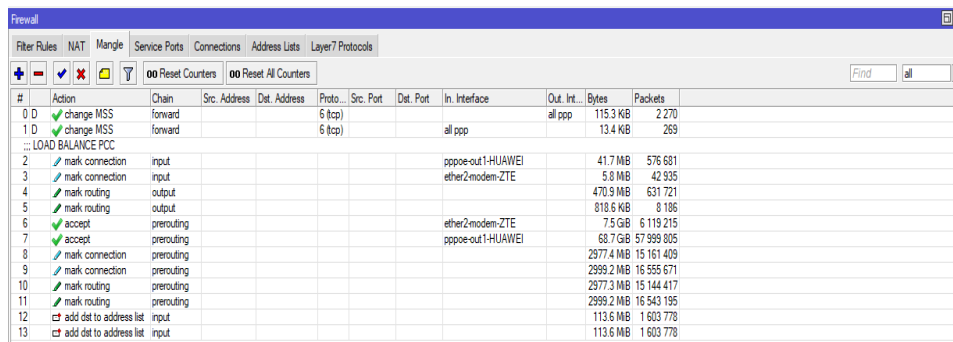 Firewall
Filter Rules NAT Mangle Service Ports Connections Address Lists Layer7 Protocols
00 Reset Counters 00 Reset All Counters Find all
# Action Chain Src. Address Dst. Address Proto... Src. Port Dst. Port In. Interface Out. Int... Bytes Packets
0 D change MSS forward 6 (tcp) all ppp 115.3 KiB 2 270
1 D change MSS forward 6 (tcp) all ppp 13.4 KiB 269
;;; LOAD BALANCE PCC
2 mark connection input pppoe-out1-HUAWEI 41.7 MiB 576 681
3 mark connection input ether2-modem-ZTE 5.8 MiB 42 935
4 mark routing output 470.9 MiB 631 721
5 mark routing output 818.6 KiB 8 186
6 accept prerouting ether2-modem-ZTE 7.5 GiB 6 119 215
7 accept prerouting pppoe-out1-HUAWEI 68.7 GiB 57 999 805
8 mark connection prerouting 2977.4 MiB 15 161 409
9 mark connection prerouting 2999.2 MiB 16 555 671
10 mark routing prerouting 2977.3 MiB 15 144 417
11 mark routing prerouting 2999.2 MiB 16 543 195
12 add dst to address list input 113.6 MiB 1 603 778
13 add dst to address list input 113.6 MiB 1 603 778